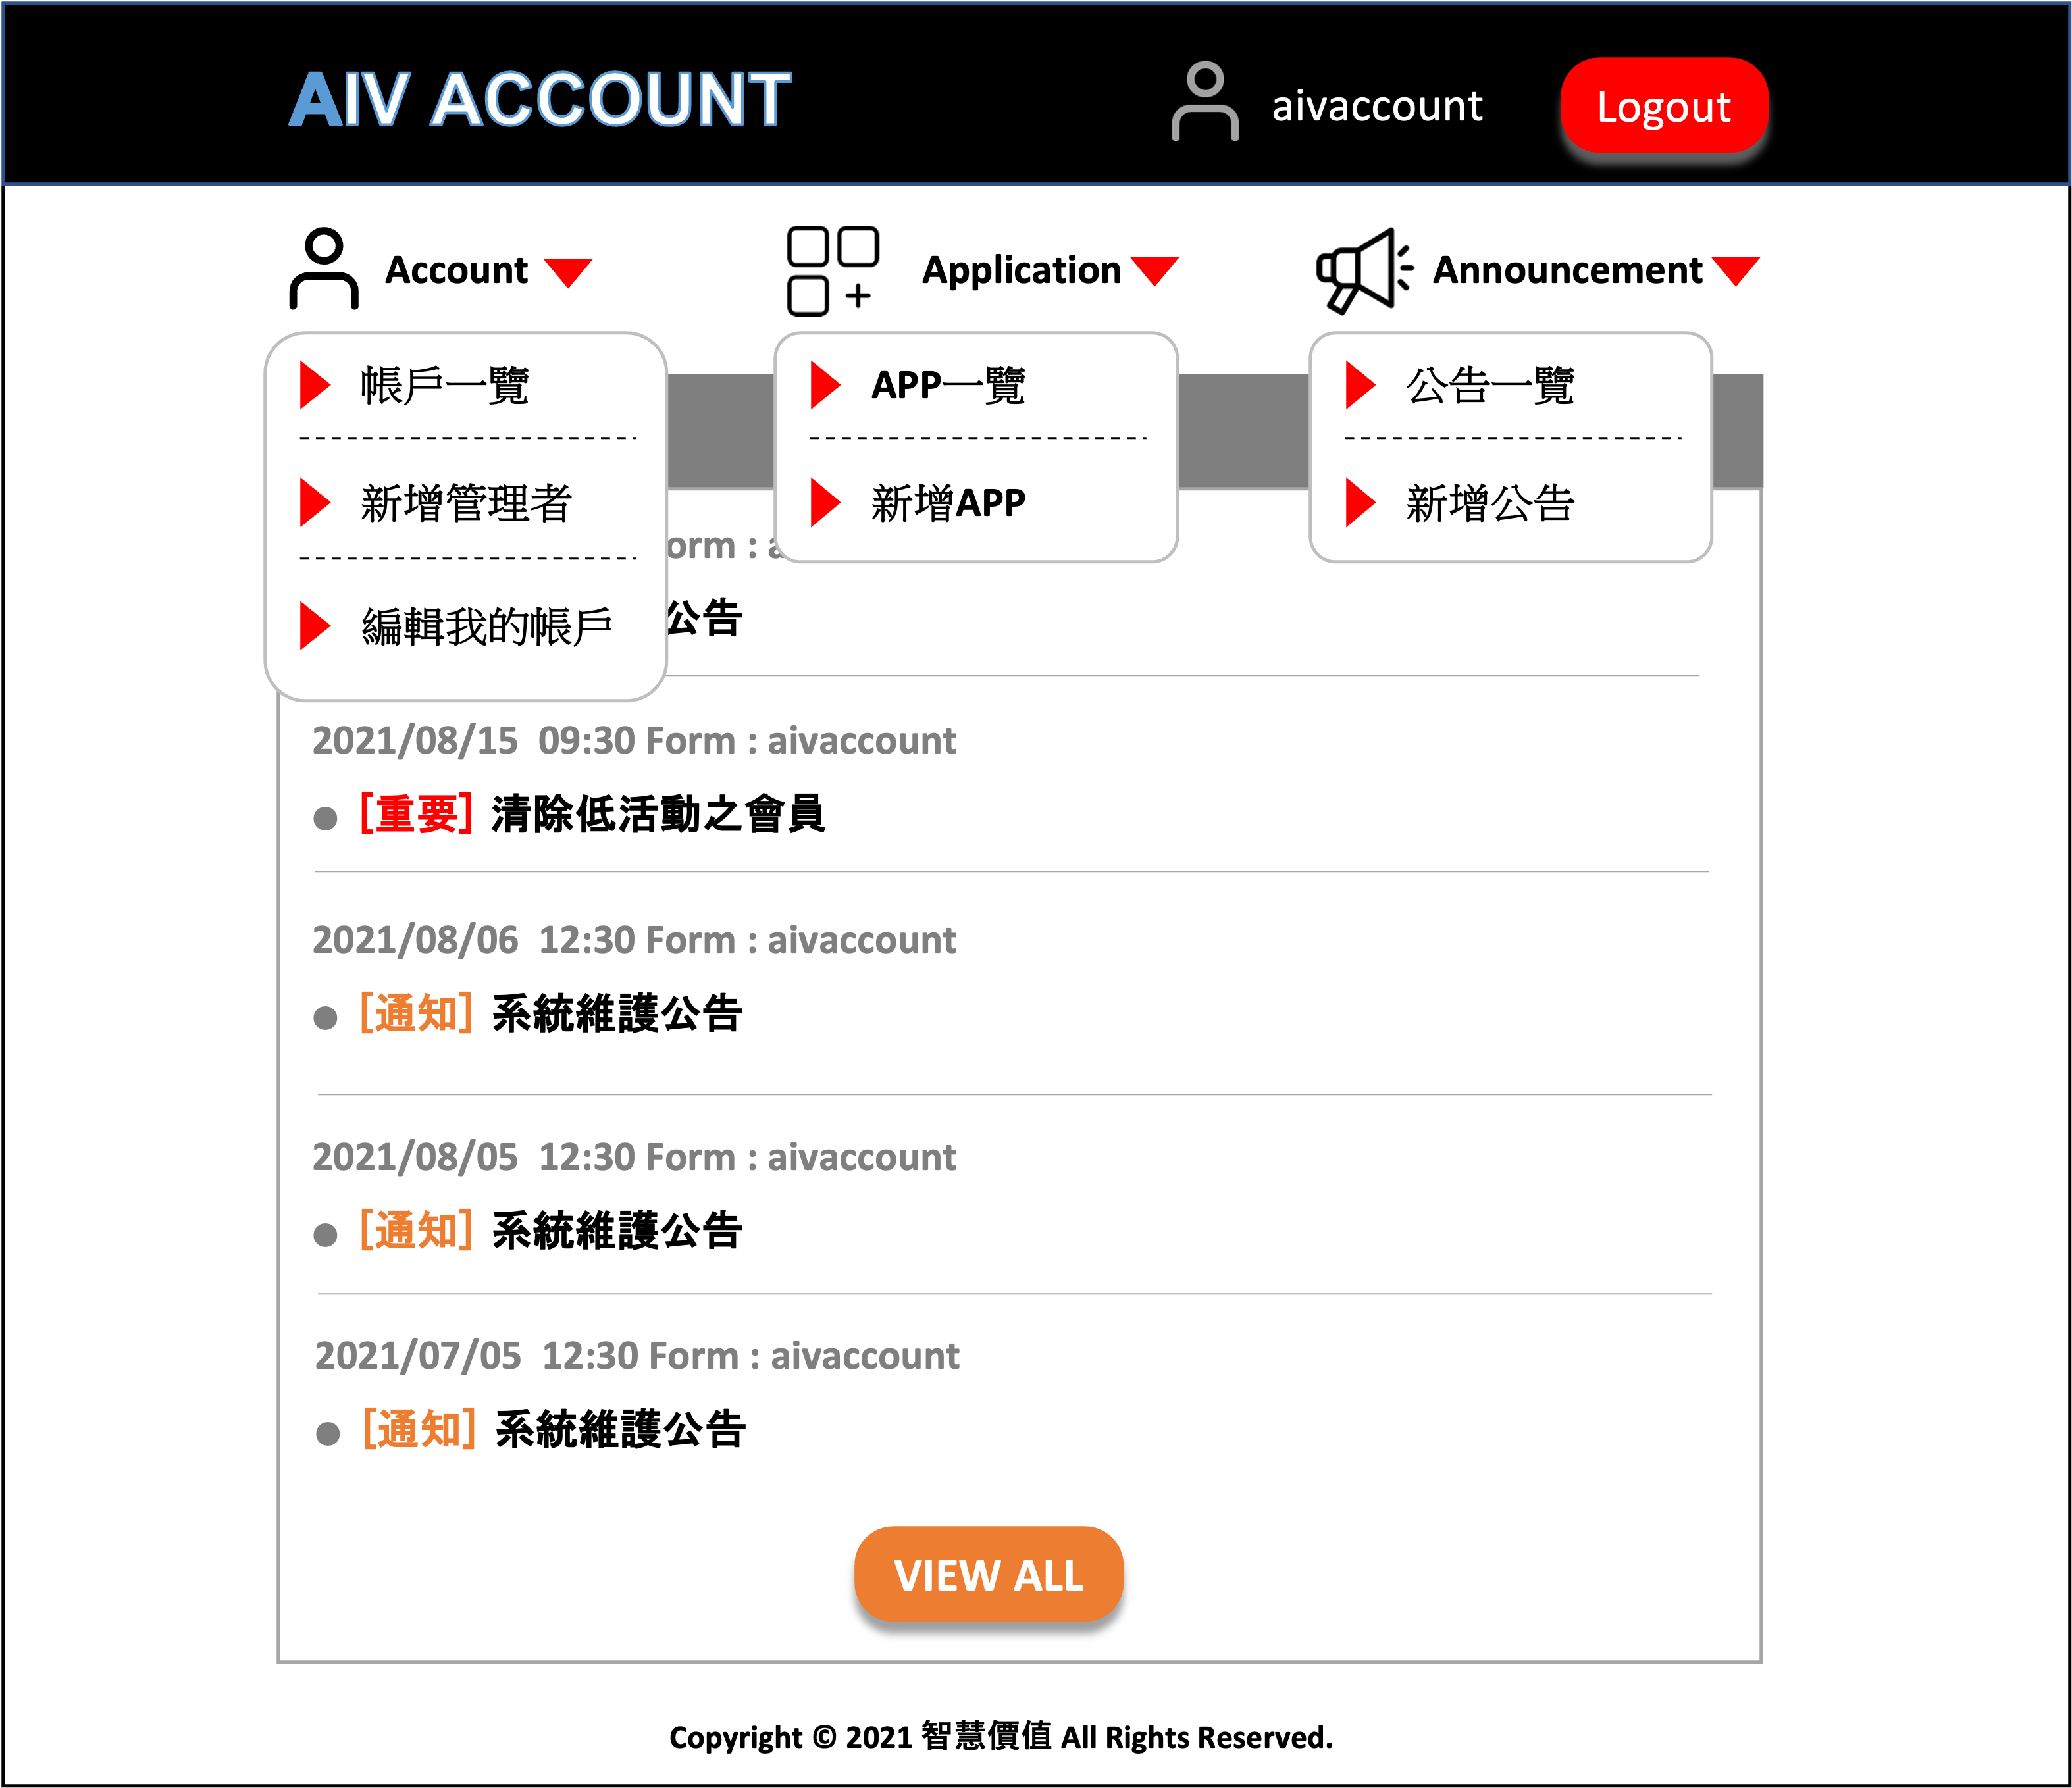 AIV ACCOUNT
aivaccount
Logout
Account
Application
Announcement
帳戶一覽
APP一覽
公告一覽
新增管理者
新增APP
新增公告
編輯我的帳戶
orm :
公告
2021/08/15 09:30 Form : aivaccount
[重要] 清除低活動之會員
2021/08/06 12:30 Form : aivaccount
[通知] 系統維護公告
2021/08/05 12:30 Form : aivaccount
[通知] 系統維護公告
2021/07/05 12:30 Form : aivaccount
[通知] 系統維護公告
VIEW ALL
Copyright © 2021 智慧價值 All Rights Reserved.